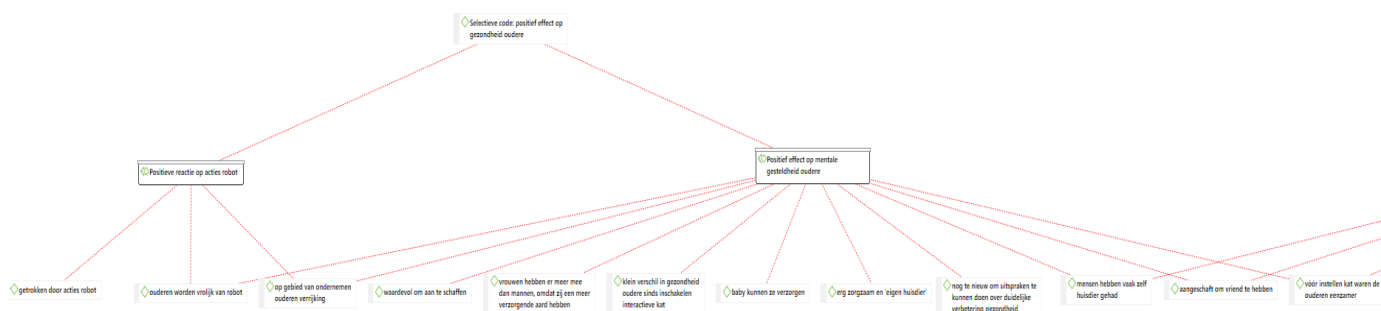 Selectieve code: positief effect op
gezondheid oudere
Positieve reactie op acties robot
Positief effect op mentale
gesteldheid oudere
getrokken door acties robot
ouderen worden vrolijk van robot
op gebied van ondernemen
ouderen verrijking
waardevol om aan te schaffen
vrouwen hebben er meer mee
dan mannen, omdat zij een meer
verzorgende aard hebben
klein verschil in gezondheid
oudere sinds inschakelen
interactieve kat
baby kunnen ze verzorgen
erg zorgzaam en 'eigen huisdier'
nog te nieuw om uitspraken te
kunnen doen over duidelijke
verbetering gezondheid
mensen hebben vaak zelf
huisdier gehad
aangeschaft om vriend te hebben
vóór instellen kat waren de
ouderen eenzamer